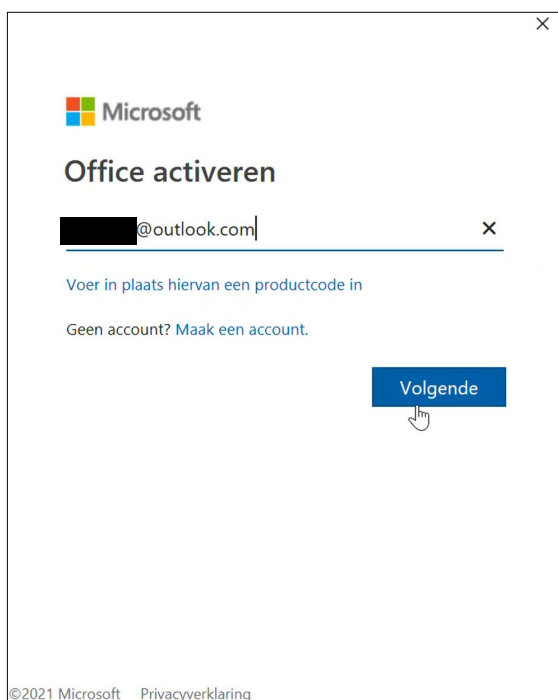 Microsoft
Office activeren
@outlook.com
Voer in plaats hiervan een productcode in
Geen account? Maak een account.
Volgende
©2021 Microsoft Privacyverklaring